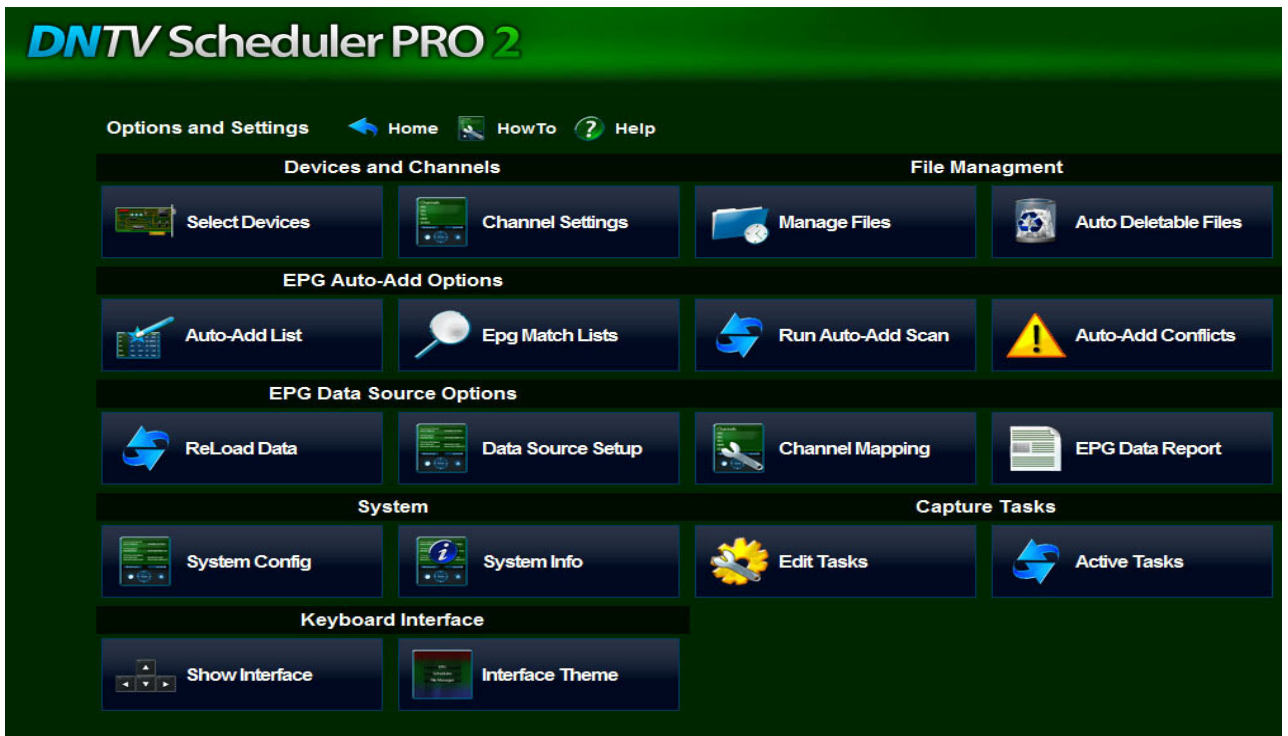 DNTV Scheduler PRO 2
Options and Settings Home HowTo ? Help
Devices and Channels File Managment
Select Devices Channel Settings Manage Files Auto Deletable Files
EPG Auto-Add Options
Auto-Add List Epg Match Lists Run Auto-Add Scan Auto-Add Conflicts
EPG Data Source Options
ReLoad Data Data Source Setup Channel Mapping EPG Data Report
System Capture Tasks
System Config System Info Edit Tasks Active Tasks
Keyboard Interface
Show Interface Interface Theme